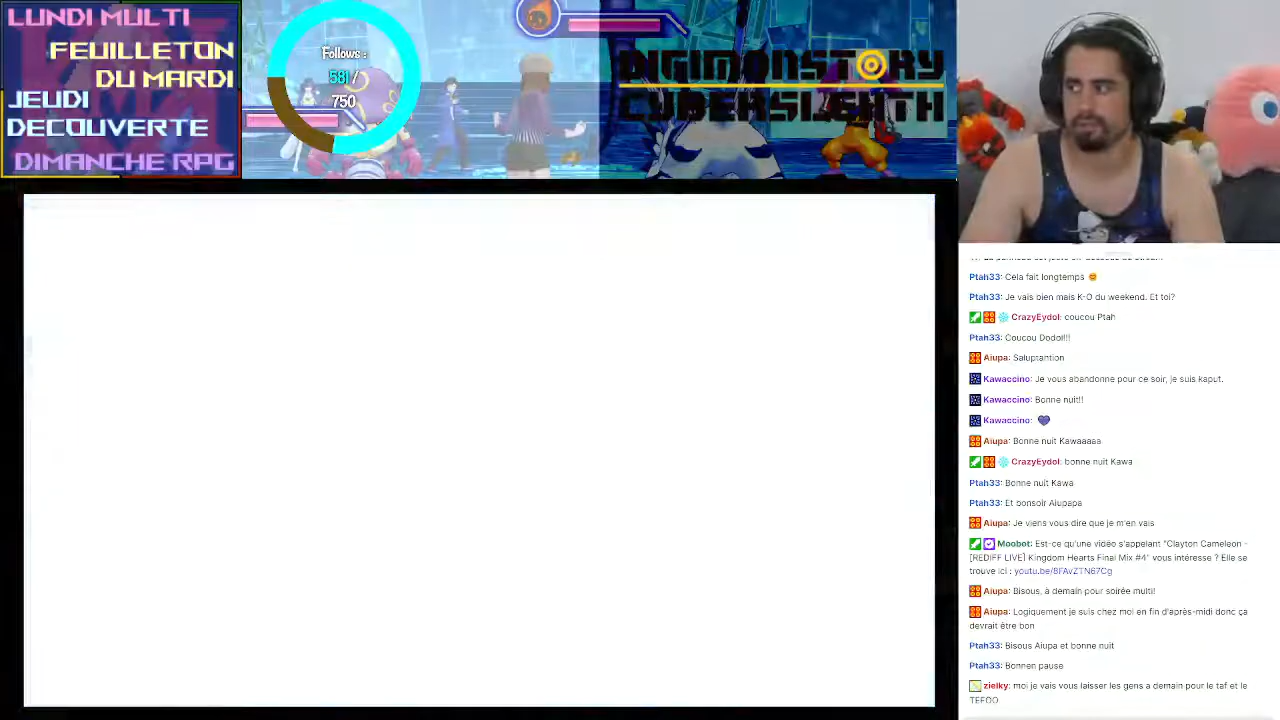 LUNDI MULTI
FEUILLETON
DU MARDI
JEUDI
DECOUVERTE
DIMANCHE RPG
Follows :
581/
750
DIGIMON STORY
CYBER SLEUTH
Ptah33: Cela fait longtemps 😊
Ptah33: Je vais bien mais K-O du weekend. Et toi?
CrazyEydol: coucou Ptah
Ptah33: Coucou Dodol!!!
Aiupa: Saluptantion
Kawaccino: Je vous abandonne pour ce soir, je suis kaput.
Kawaccino: Bonne nuit!!
Kawaccino: 💜
Aiupa: Bonne nuit Kawaaaaa
CrazyEydol: bonne nuit Kawa
Ptah33: Bonne nuit Kawa
Ptah33: Et bonsoir Aiupapa
Aiupa: Je viens vous dire que je m'en vais
Moobot: Est-ce qu'une vidéo s'appelant "Clayton Cameleon -
[REDIFF LIVE] Kingdom Hearts Final Mix #4" vous intéresse ? Elle se
trouve ici : youtu.be/8FAvZTN67Cg
Aiupa: Bisous, à demain pour soirée multi!
Aiupa: Logiquement je suis chez moi en fin d'après-midi donc ça
devrait être bon
Ptah33: Bisous Aiupa et bonne nuit
Ptah33: Bonnen pause
zielky: moi je vais vous laisser les gens a demain pour le taf et le
TEFOO